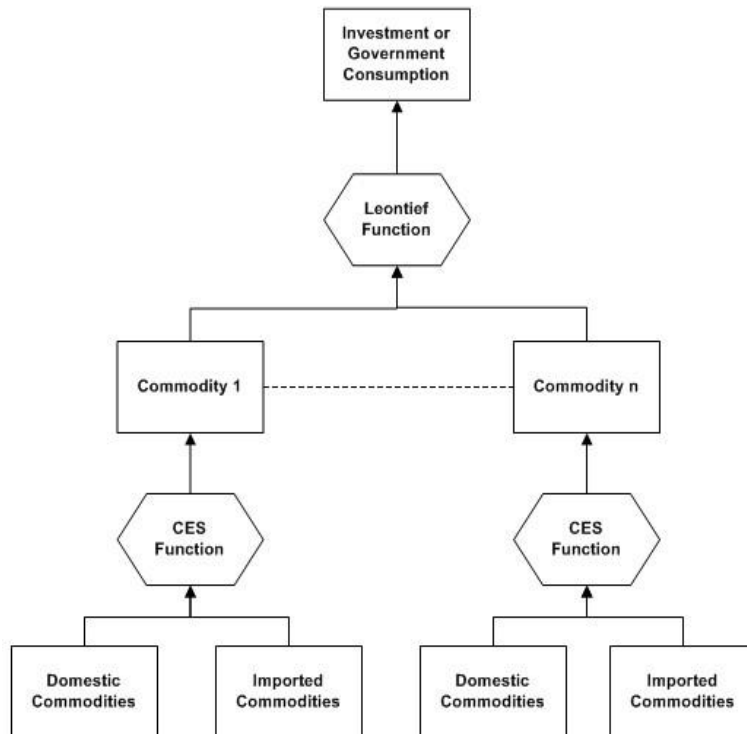 Investment or
Government
Consumption
Leontief
Function
Commodity 1
Commodity n
CES
Function
CES
Function
Domestic
Commodities
Imported
Commodities
Domestic
Commodities
Imported
Commodities